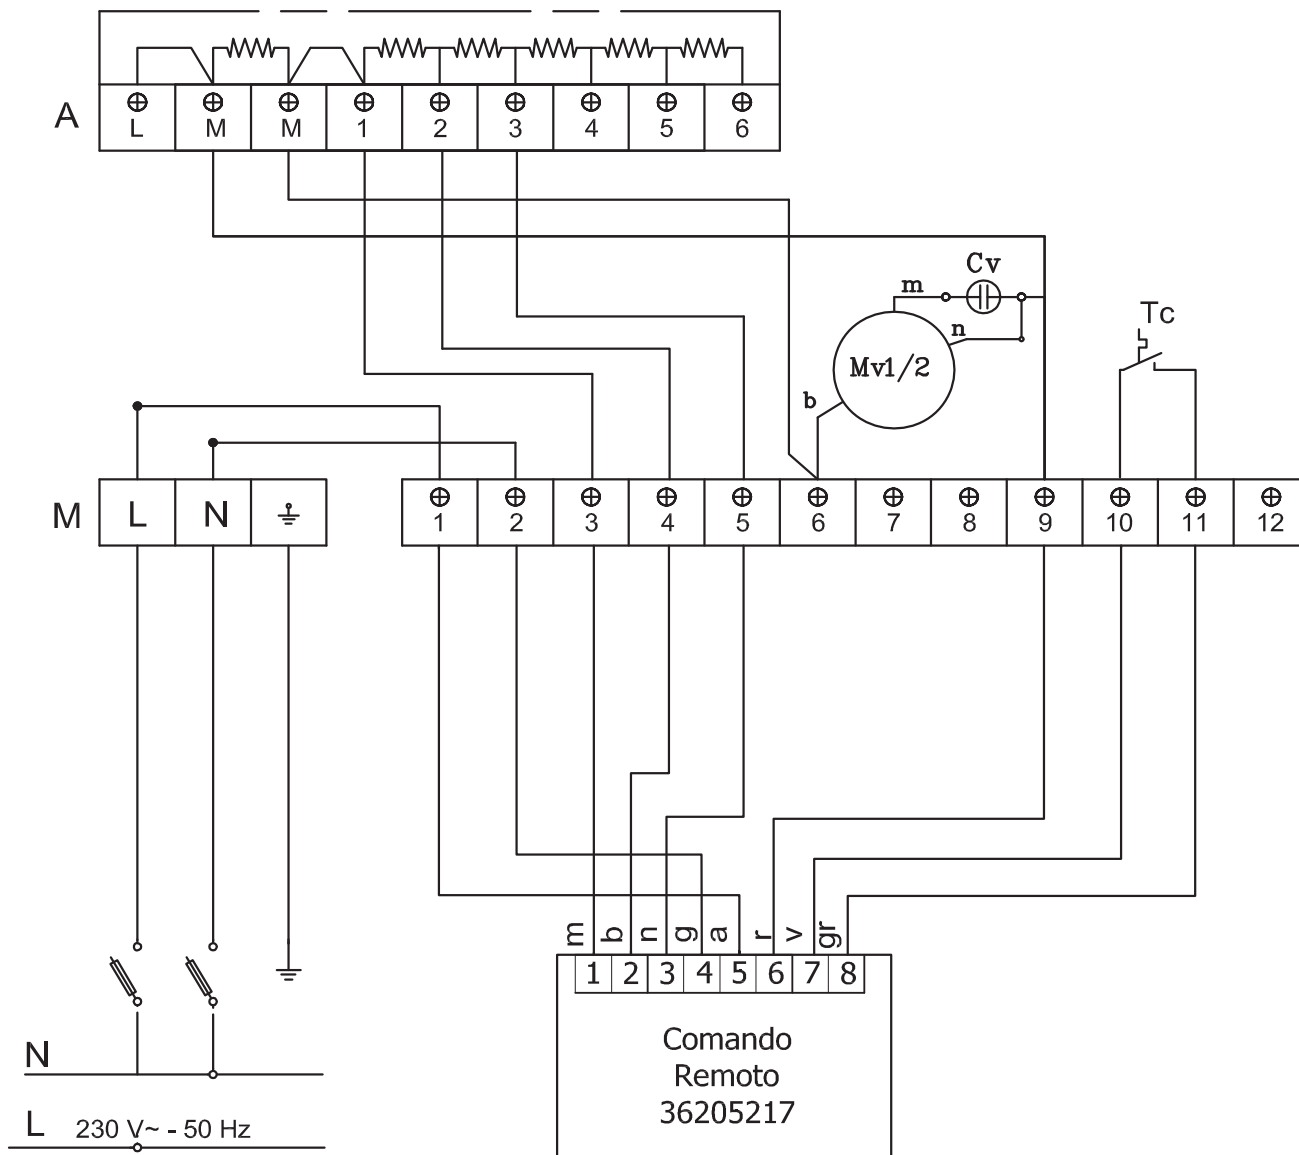 A
L M M 1 2 3 4 5 6
Cv
m
n
Mv1/2
b
Tc
M
L N
1 2 3 4 5 6 7 8 9 10 11 12
m b n g a r v gr
1 2 3 4 5 6 7 8
Comando
Remoto
36205217
N
L 230 V~ - 50 Hz